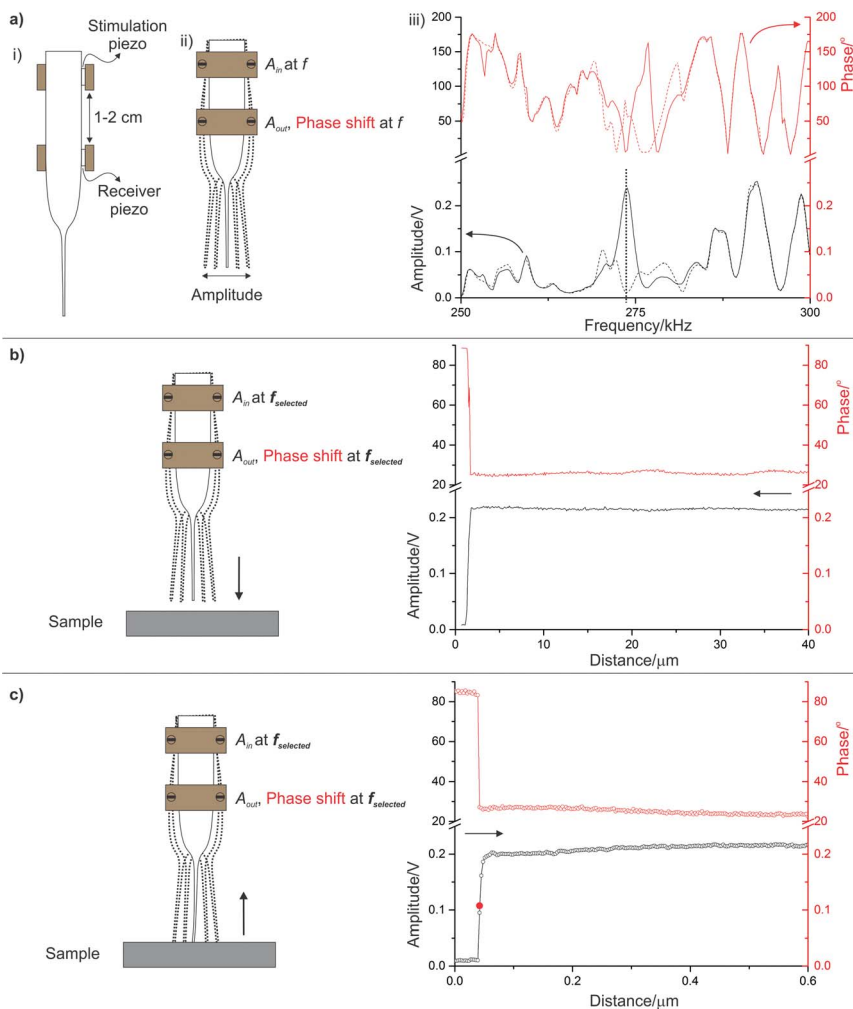 a)
i)
Stimulation
piezo
1-2 cm
Receiver
piezo
ii)
A_in at f
A_out, Phase shift at f
Amplitude
iii)
200
150
100
50
0.2
0.1
0.0
Amplitude/V
250
275
300
Frequency/kHz
200
150
100
50
0.2
0.1
0.0
Phase/°
b)
A_in at f_selected
A_out, Phase shift at f_selected
Sample
80
60
40
20
0.2
0.1
0.0
Amplitude/V
0
10
20
30
40
Distance/μm
80
60
40
20
0.2
0.1
0.0
Phase/°
c)
A_in at f_selected
A_out, Phase shift at f_selected
Sample
80
60
40
20
0.2
0.1
0.0
Amplitude/V
0.0
0.2
0.4
0.6
Distance/μm
80
60
40
20
0.2
0.1
0.0
Phase/°